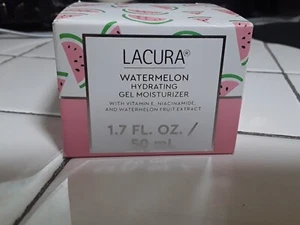 LACURA®
WATERMELON
HYDRATING
GEL MOISTURIZER
WITH VITAMIN E, NIACINAMIDE,
AND WATERMELON FRUIT EXTRACT
1.7 FL. OZ. /
50 mL